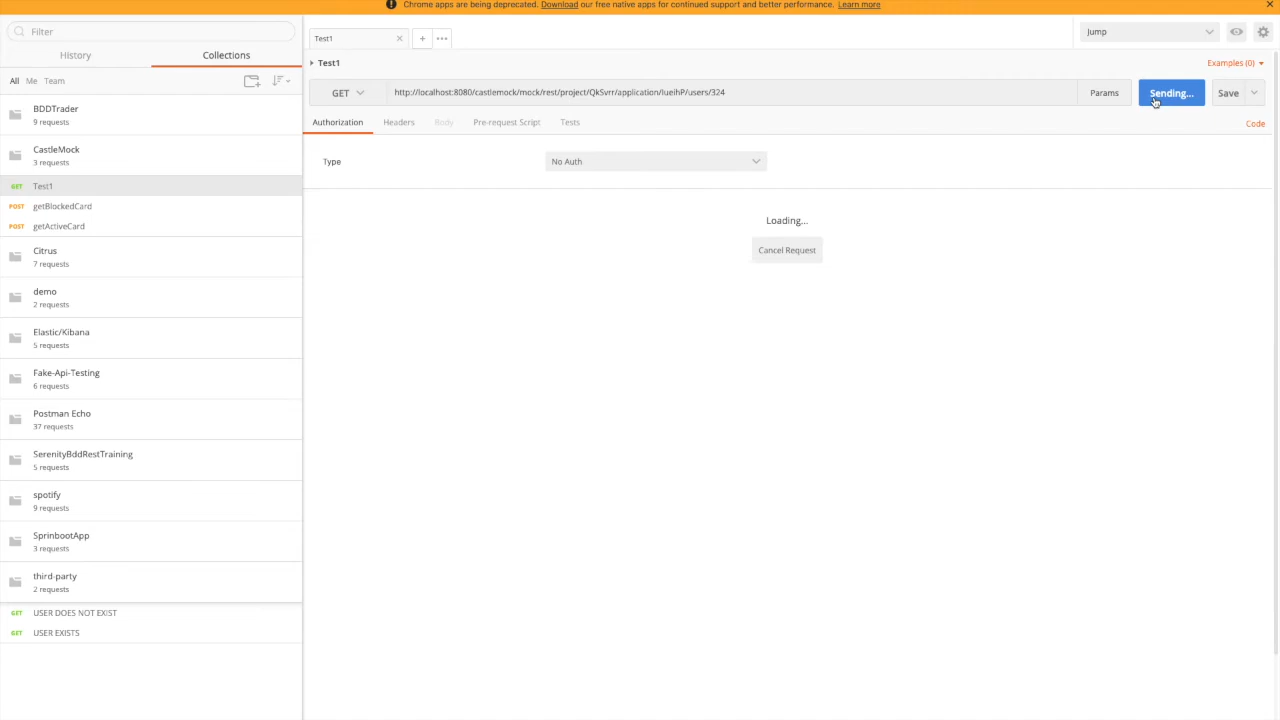 Chrome apps are being deprecated. Download our free native apps for continued support and better performance. Learn more
Filter
History
Collections
All Me Team
BDDTrader
9 requests
CastleMock
3 requests
GET Test1
POST getBlockedCard
POST getActiveCard
Citrus
7 requests
demo
2 requests
Elastic/Kibana
5 requests
Fake-Api-Testing
6 requests
Postman Echo
37 requests
SerenityBddRestTraining
5 requests
spotify
9 requests
SprinbootApp
3 requests
third-party
2 requests
GET USER DOES NOT EXIST
GET USER EXISTS
Test1
Jump
Test1
Examples (0)
GET
http://localhost:8080/castlemock/mock/rest/project/QkSvrr/application/IueihP/users/324
Params
Sending...
Save
Authorization
Headers
Body
Pre-request Script
Tests
Code
Type
No Auth
Loading...
Cancel Request